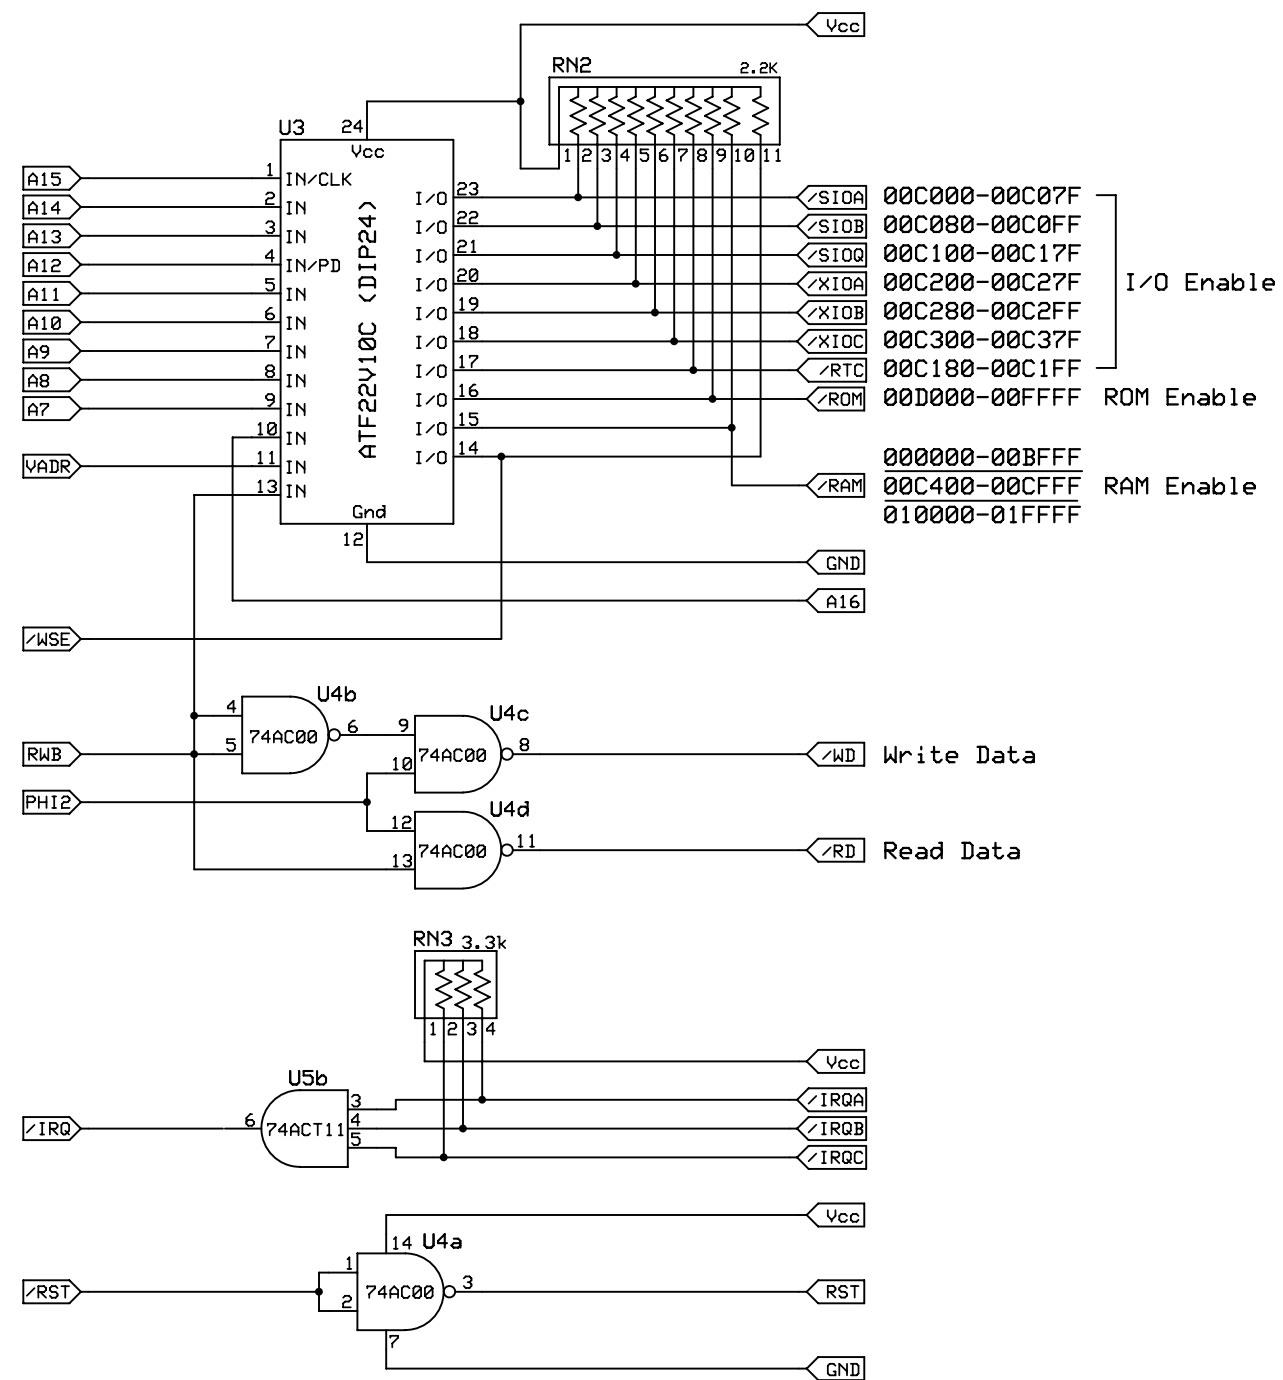 Vcc
RN2 2.2K
U3
24
Vcc
1 2 3 4 5 6 7 8 9 10 11
A15 1 IN/CLK
A14 2 IN
A13 3 IN
A12 4 IN/PD
A11 5 IN
A10 6 IN
A9 7 IN
A8 8 IN
A7 9 IN
10 IN
VADR 11 IN
13 IN
ATF22V10C (DIP24)
I/O 23 /SIOA 00C000-00C07F
I/O 22 /SIOB 00C080-00C0FF
I/O 21 /SIOQ 00C100-00C17F
I/O 20 /XIOA 00C200-00C27F
I/O Enable
I/O 19 /XIOB 00C280-00C2FF
I/O 18 /XIOC 00C300-00C37F
I/O 17 /RTC 00C180-00C1FF
I/O 16 /ROM 00D000-00FFFF ROM Enable
I/O 15
I/O 14
000000-00BFFF
/RAM 00C400-00CFFF RAM Enable
010000-01FFFF
Gnd
12
GND
A16
/WSE
U4b
4
5
74AC00
6
U4c
9
10
74AC00
8
RWB
/WD Write Data
PHI2
U4d
12
13
74AC00
11
/RD Read Data
RN3 3.3k
1 2 3 4
Vcc
U5b
/IRQ 6 74ACT11
3 /IRQA
4 /IRQB
5 /IRQC
Vcc
14 U4a
1
/RST 74AC00 3 RST
2
7
GND